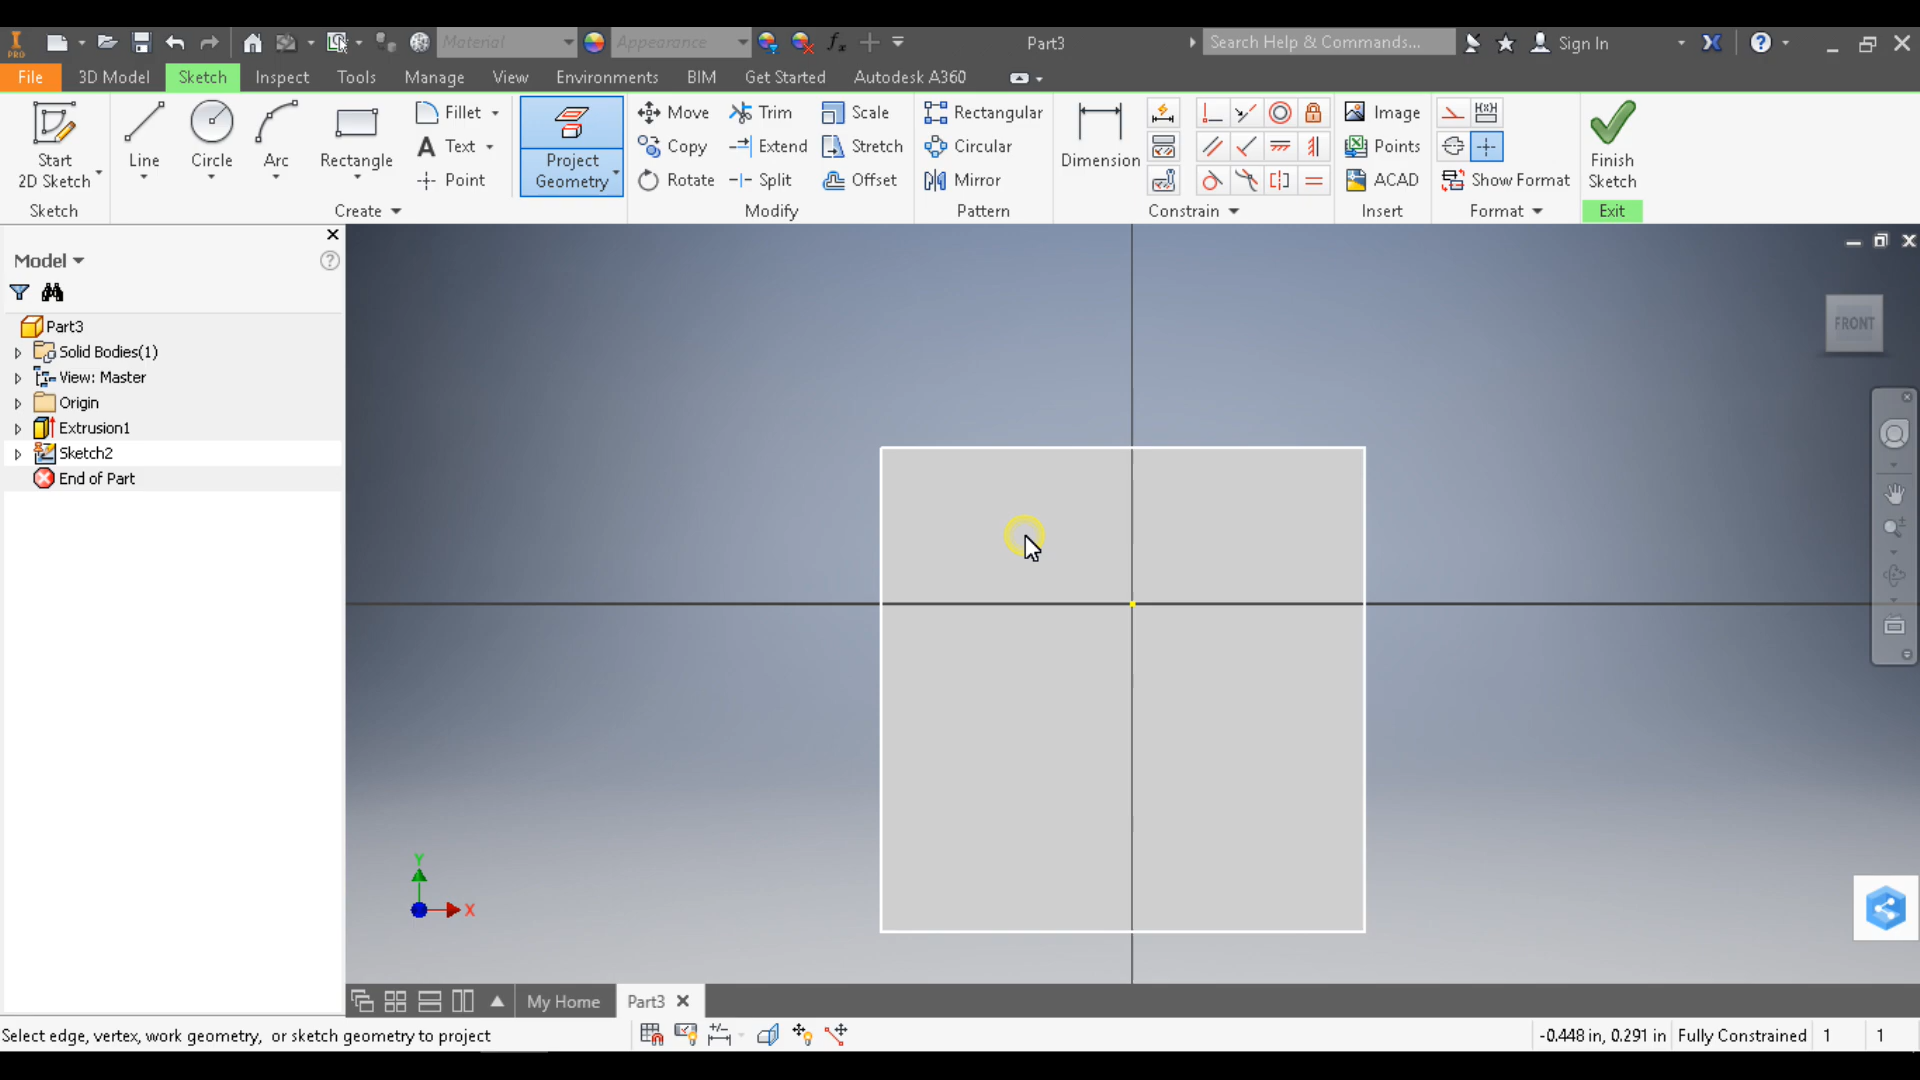 Material
Appearance
Part3
Search Help & Commands...
Sign In
PRO
File
3D Model
Sketch
Inspect
Tools
Manage
View
Environments
BIM
Get Started
Autodesk A360
Start
2D Sketch
Line
Circle
Arc
Rectangle
Fillet
Text
Point
Project
Geometry
Move
Copy
Rotate
Trim
Extend
Split
Scale
Stretch
Offset
Rectangular
Circular
Mirror
Dimension
Image
Points
ACAD
Show Format
Finish
Sketch
Sketch
Create
Modify
Pattern
Constrain
Insert
Format
Exit
Model
Part3
Solid Bodies(1)
View: Master
Origin
Extrusion1
Sketch2
End of Part
FRONT
Y
X
My Home
Part3
Select edge, vertex, work geometry, or sketch geometry to project
-0.448 in, 0.291 in
Fully Constrained
1
1